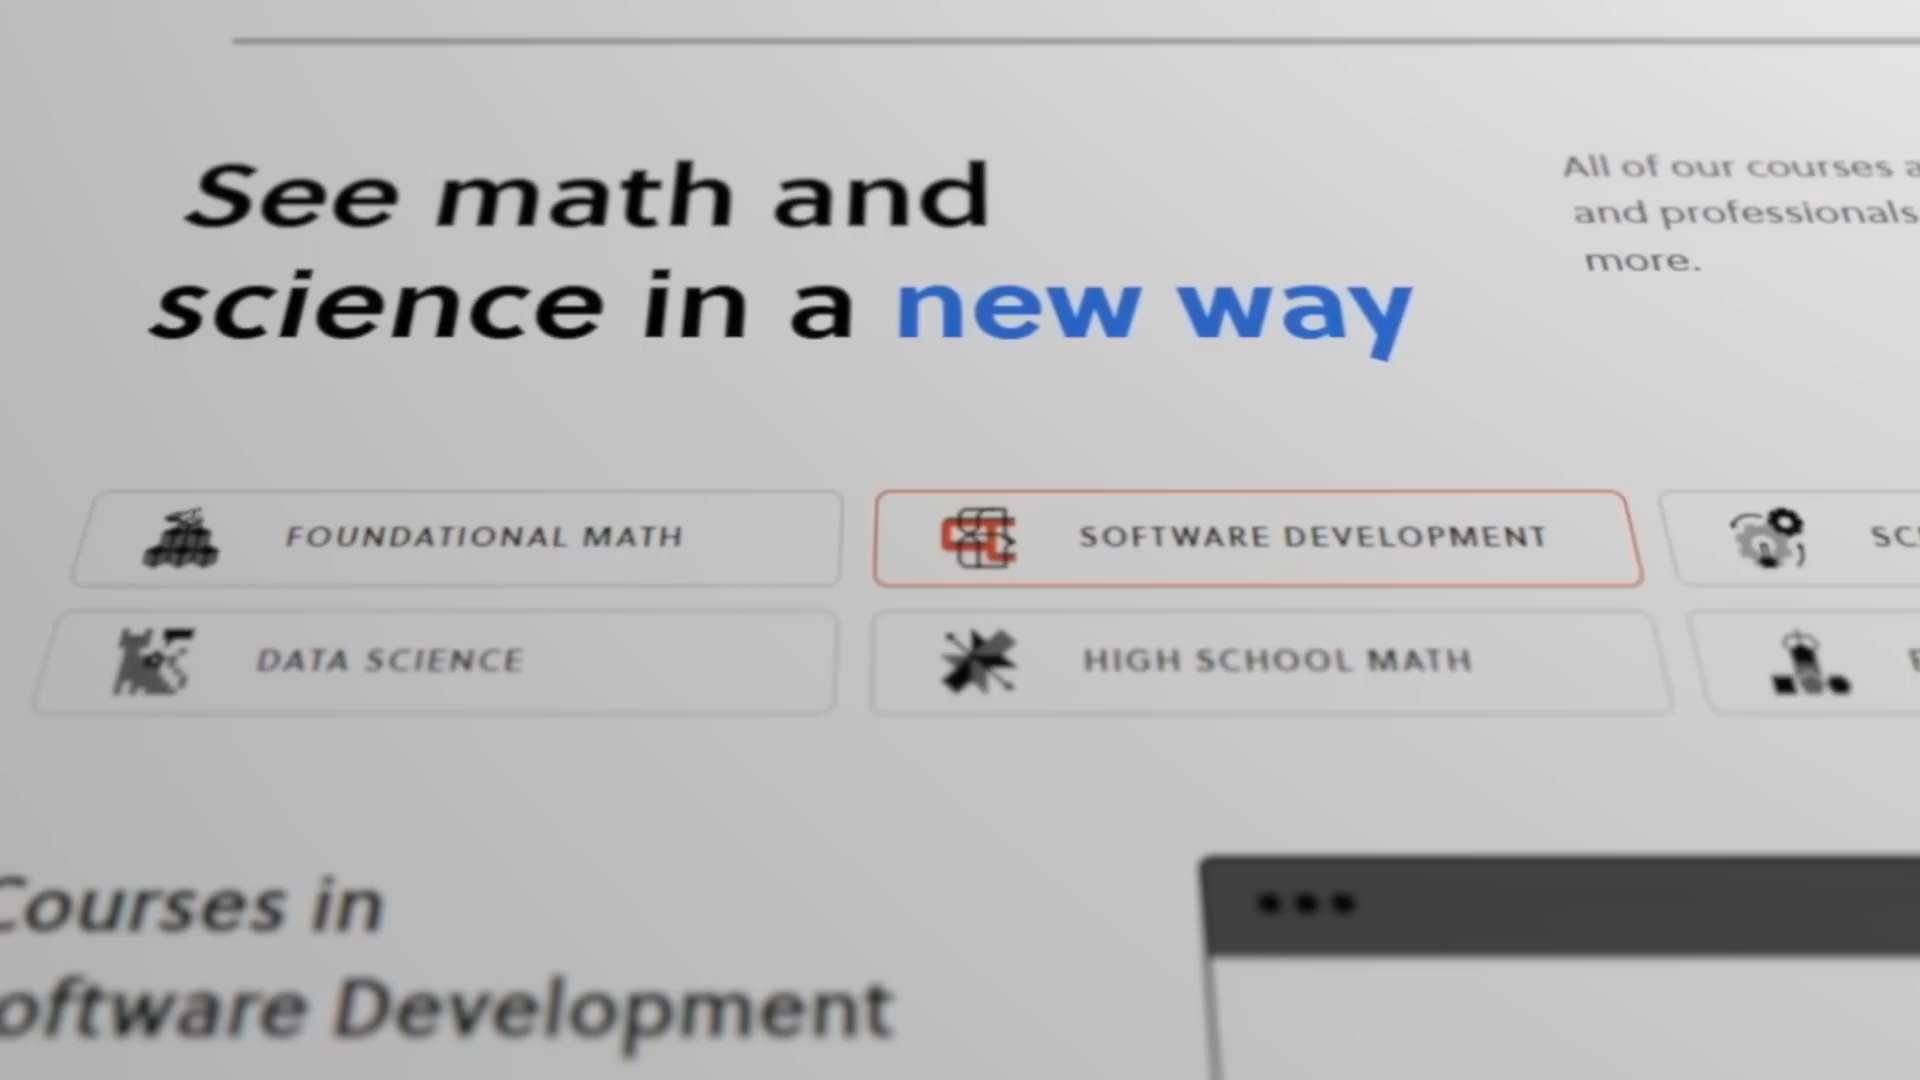 See math and
science in a new way
All of our courses
and professionals
more.
FOUNDATIONAL MATH
SOFTWARE DEVELOPMENT
DATA SCIENCE
HIGH SCHOOL MATH
Courses in
oftware Development